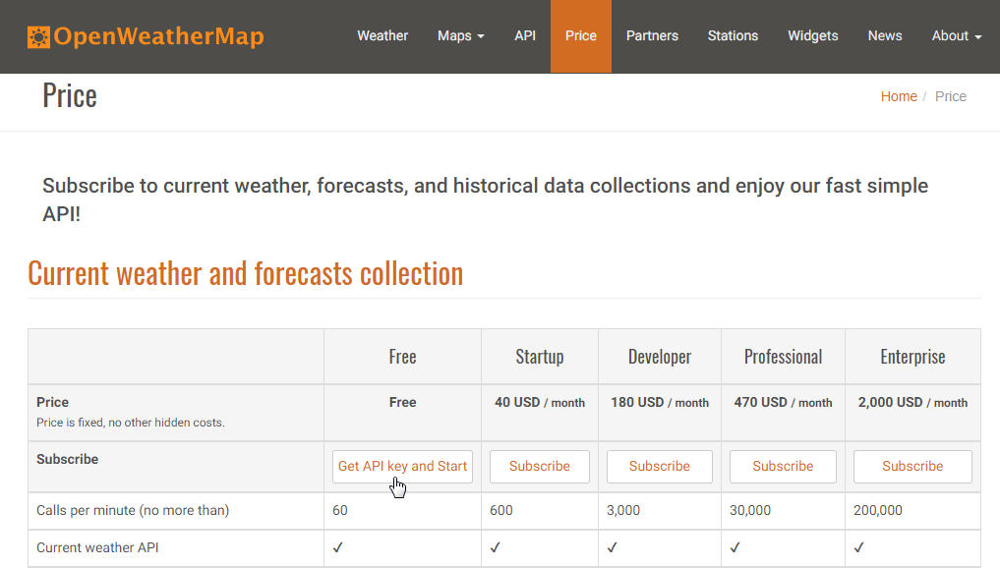 OpenWeatherMap
Weather Maps API Price Partners Stations Widgets News About
Price
Home / Price
Subscribe to current weather, forecasts, and historical data collections and enjoy our fast simple
API!
Current weather and forecasts collection
Free Startup Developer Professional Enterprise
Price Free 40 USD / month 180 USD / month 470 USD / month 2,000 USD / month
Price is fixed, no other hidden costs.
Subscribe Get API key and Start Subscribe Subscribe Subscribe Subscribe
Calls per minute (no more than) 60 600 3,000 30,000 200,000
Current weather API ✓ ✓ ✓ ✓ ✓